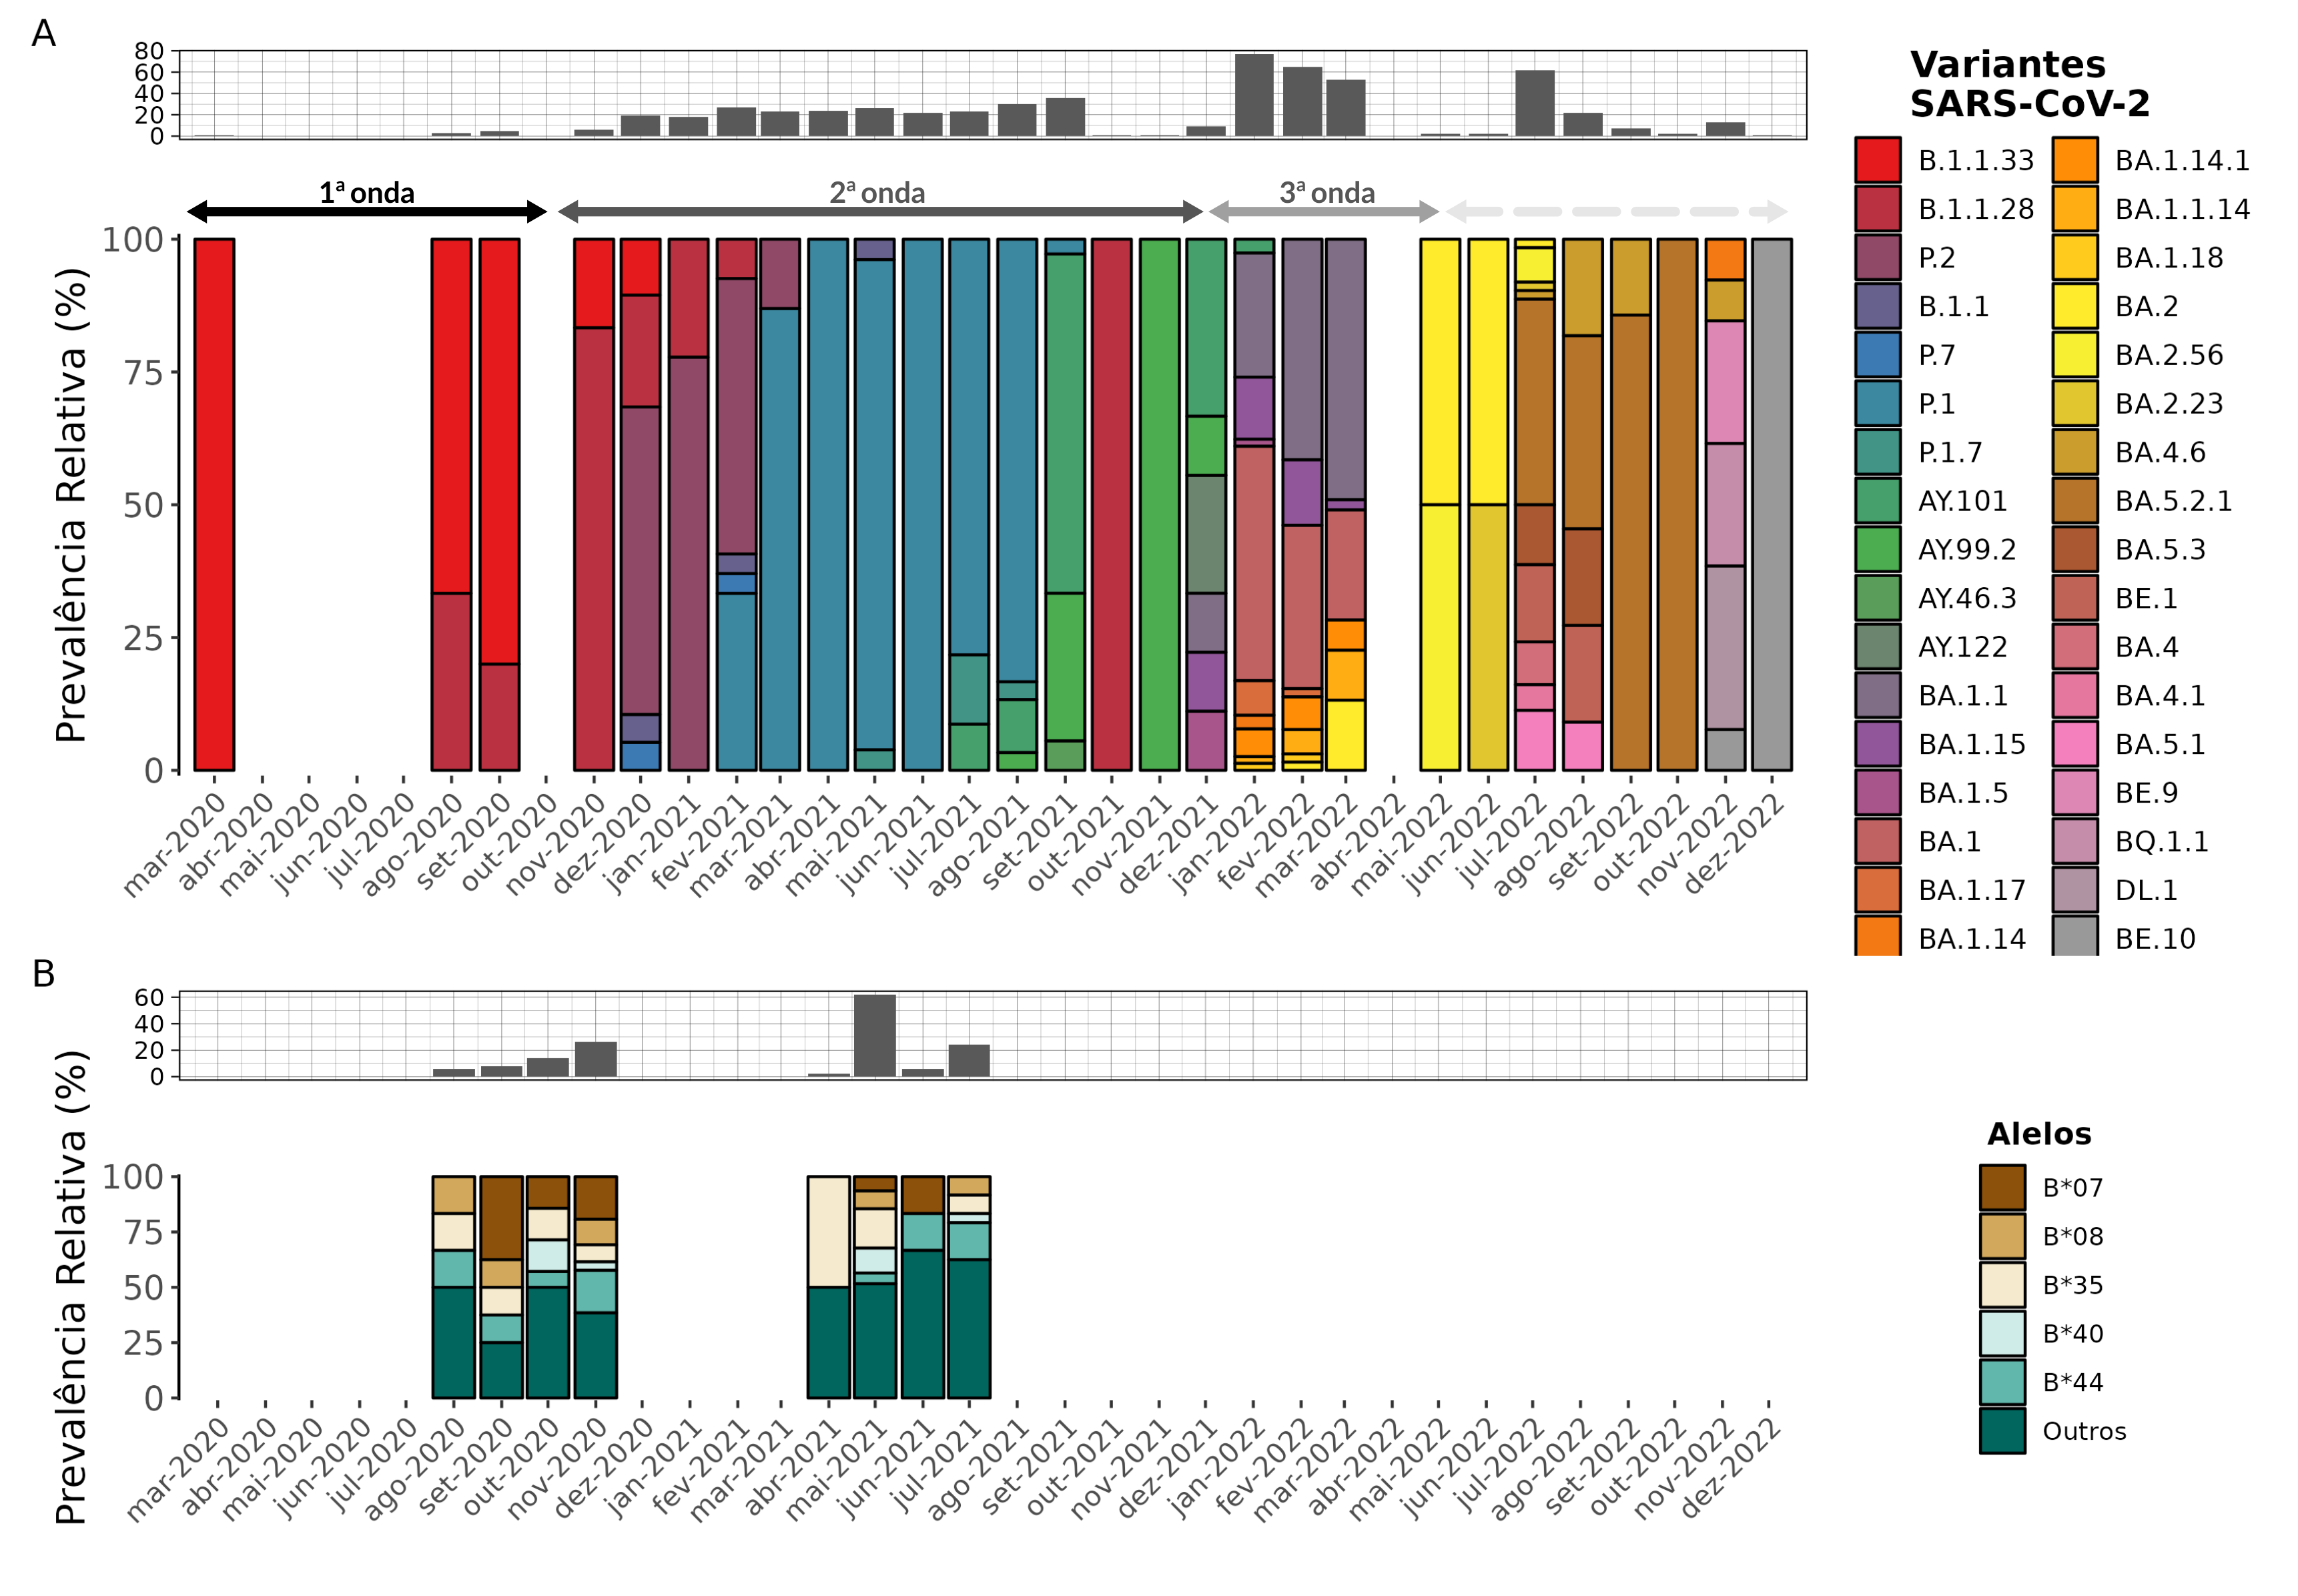 A
80
60
40
20
0
1ª onda
2ª onda
3ª onda
Prevalência Relativa (%)
100
75
50
25
0
mar-2020
abr-2020
mai-2020
jun-2020
jul-2020
ago-2020
set-2020
out-2020
nov-2020
dez-2020
jan-2021
fev-2021
mar-2021
abr-2021
mai-2021
jun-2021
jul-2021
ago-2021
set-2021
out-2021
nov-2021
dez-2021
jan-2022
fev-2022
mar-2022
abr-2022
mai-2022
jun-2022
jul-2022
ago-2022
set-2022
out-2022
nov-2022
dez-2022
Variantes
SARS-CoV-2
B.1.1.33
B.1.1.28
P.2
B.1.1
P.7
P.1
P.1.7
AY.101
AY.99.2
AY.46.3
AY.122
BA.1.1
BA.1.15
BA.1.5
BA.1
BA.1.17
BA.1.14
BA.1.14.1
BA.1.1.14
BA.1.18
BA.2
BA.2.56
BA.2.23
BA.4.6
BA.5.2.1
BA.5.3
BE.1
BA.4
BA.4.1
BA.5.1
BE.9
BQ.1.1
DL.1
BE.10
B
60
40
20
0
Prevalência Relativa (%)
100
75
50
25
0
mar-2020
abr-2020
mai-2020
jun-2020
jul-2020
ago-2020
set-2020
out-2020
nov-2020
dez-2020
jan-2021
fev-2021
mar-2021
abr-2021
mai-2021
jun-2021
jul-2021
ago-2021
set-2021
out-2021
nov-2021
dez-2021
jan-2022
fev-2022
mar-2022
abr-2022
mai-2022
jun-2022
jul-2022
ago-2022
set-2022
out-2022
nov-2022
dez-2022
Alelos
B*07
B*08
B*35
B*40
B*44
Outros